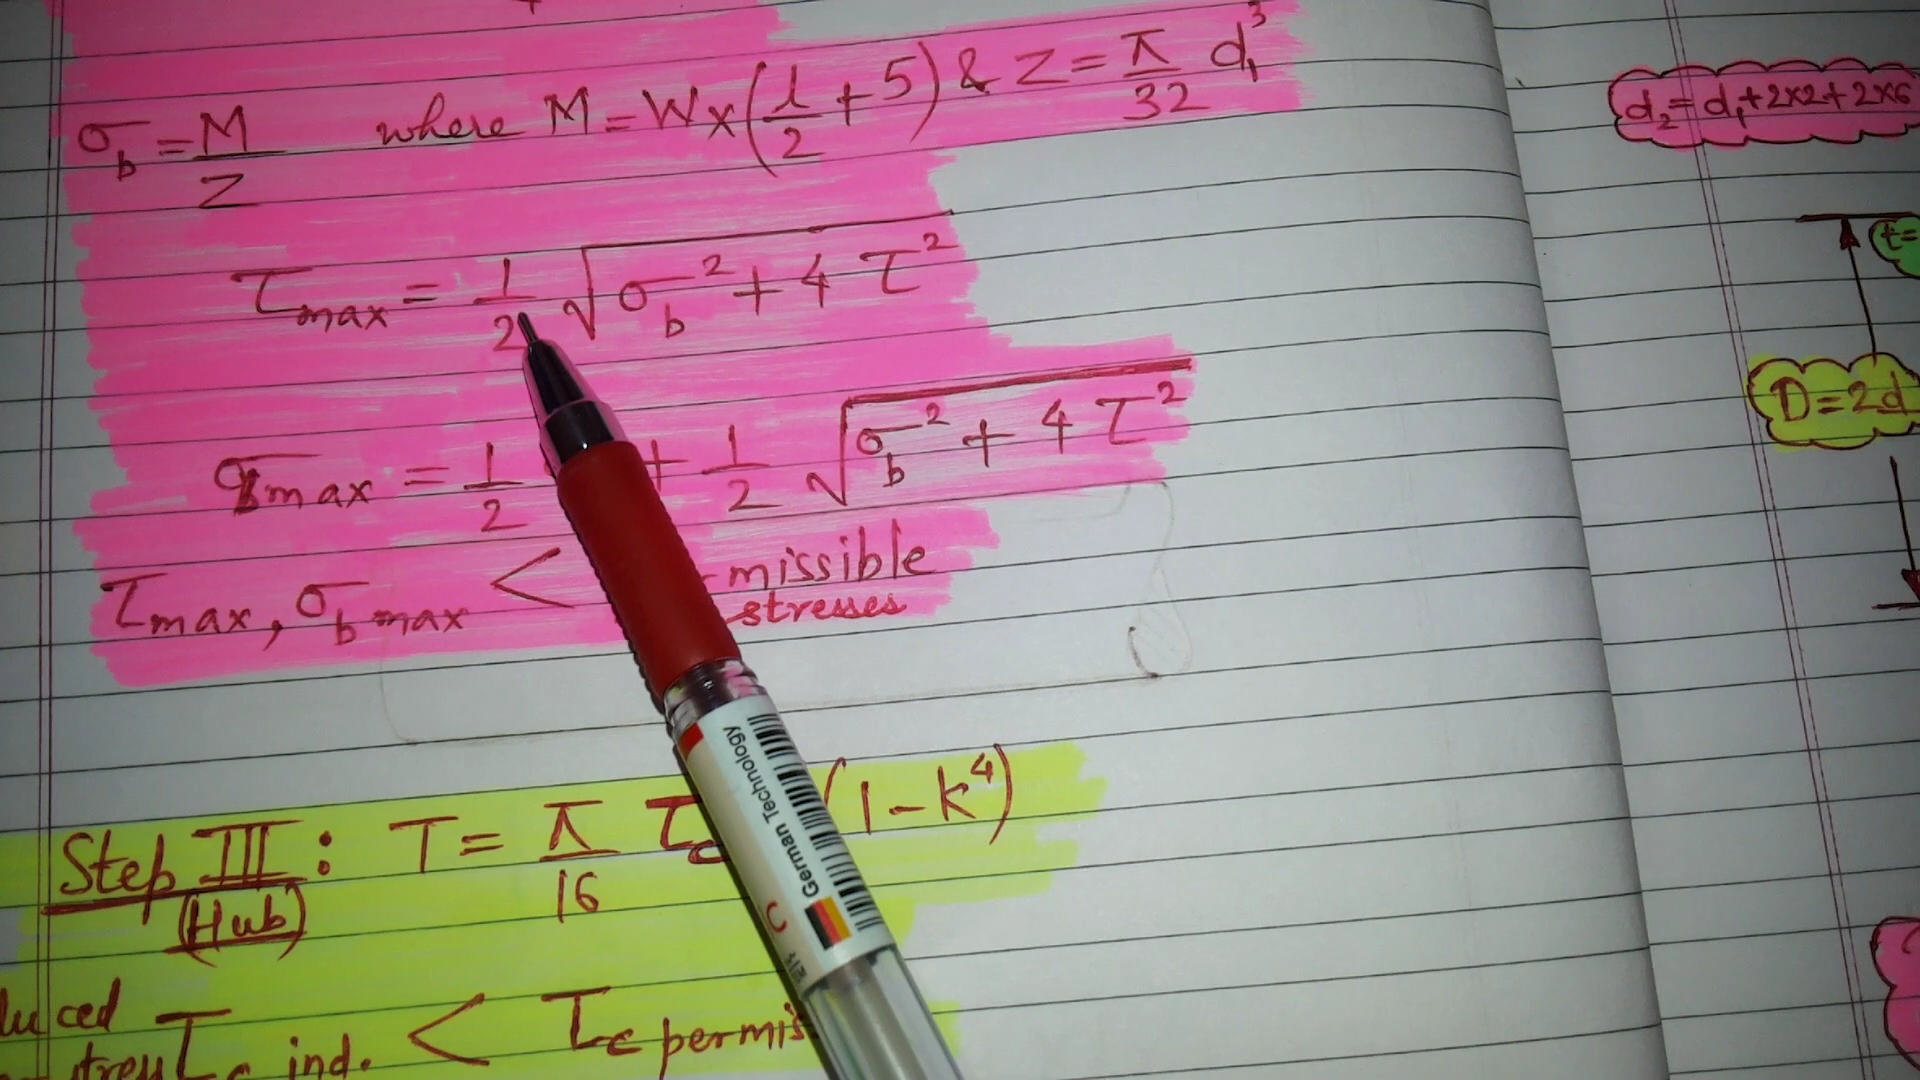 σb = M/Z where M = W x (l/2 + 5) & Z = π/32 d₁³
τmax = 1/2 √(σb² + 4 τ²)
σmax = 1/2 + 1/2 √(σb² + 4 τ²)
τmax, σb max < missible
stresses
Step III : T = π/16 τc (1 - k⁴)
(Hub)
τc ind. < τc permis
German Technology
d₂ = d₁ + 2x2 + 2x6
t =
D = 2d